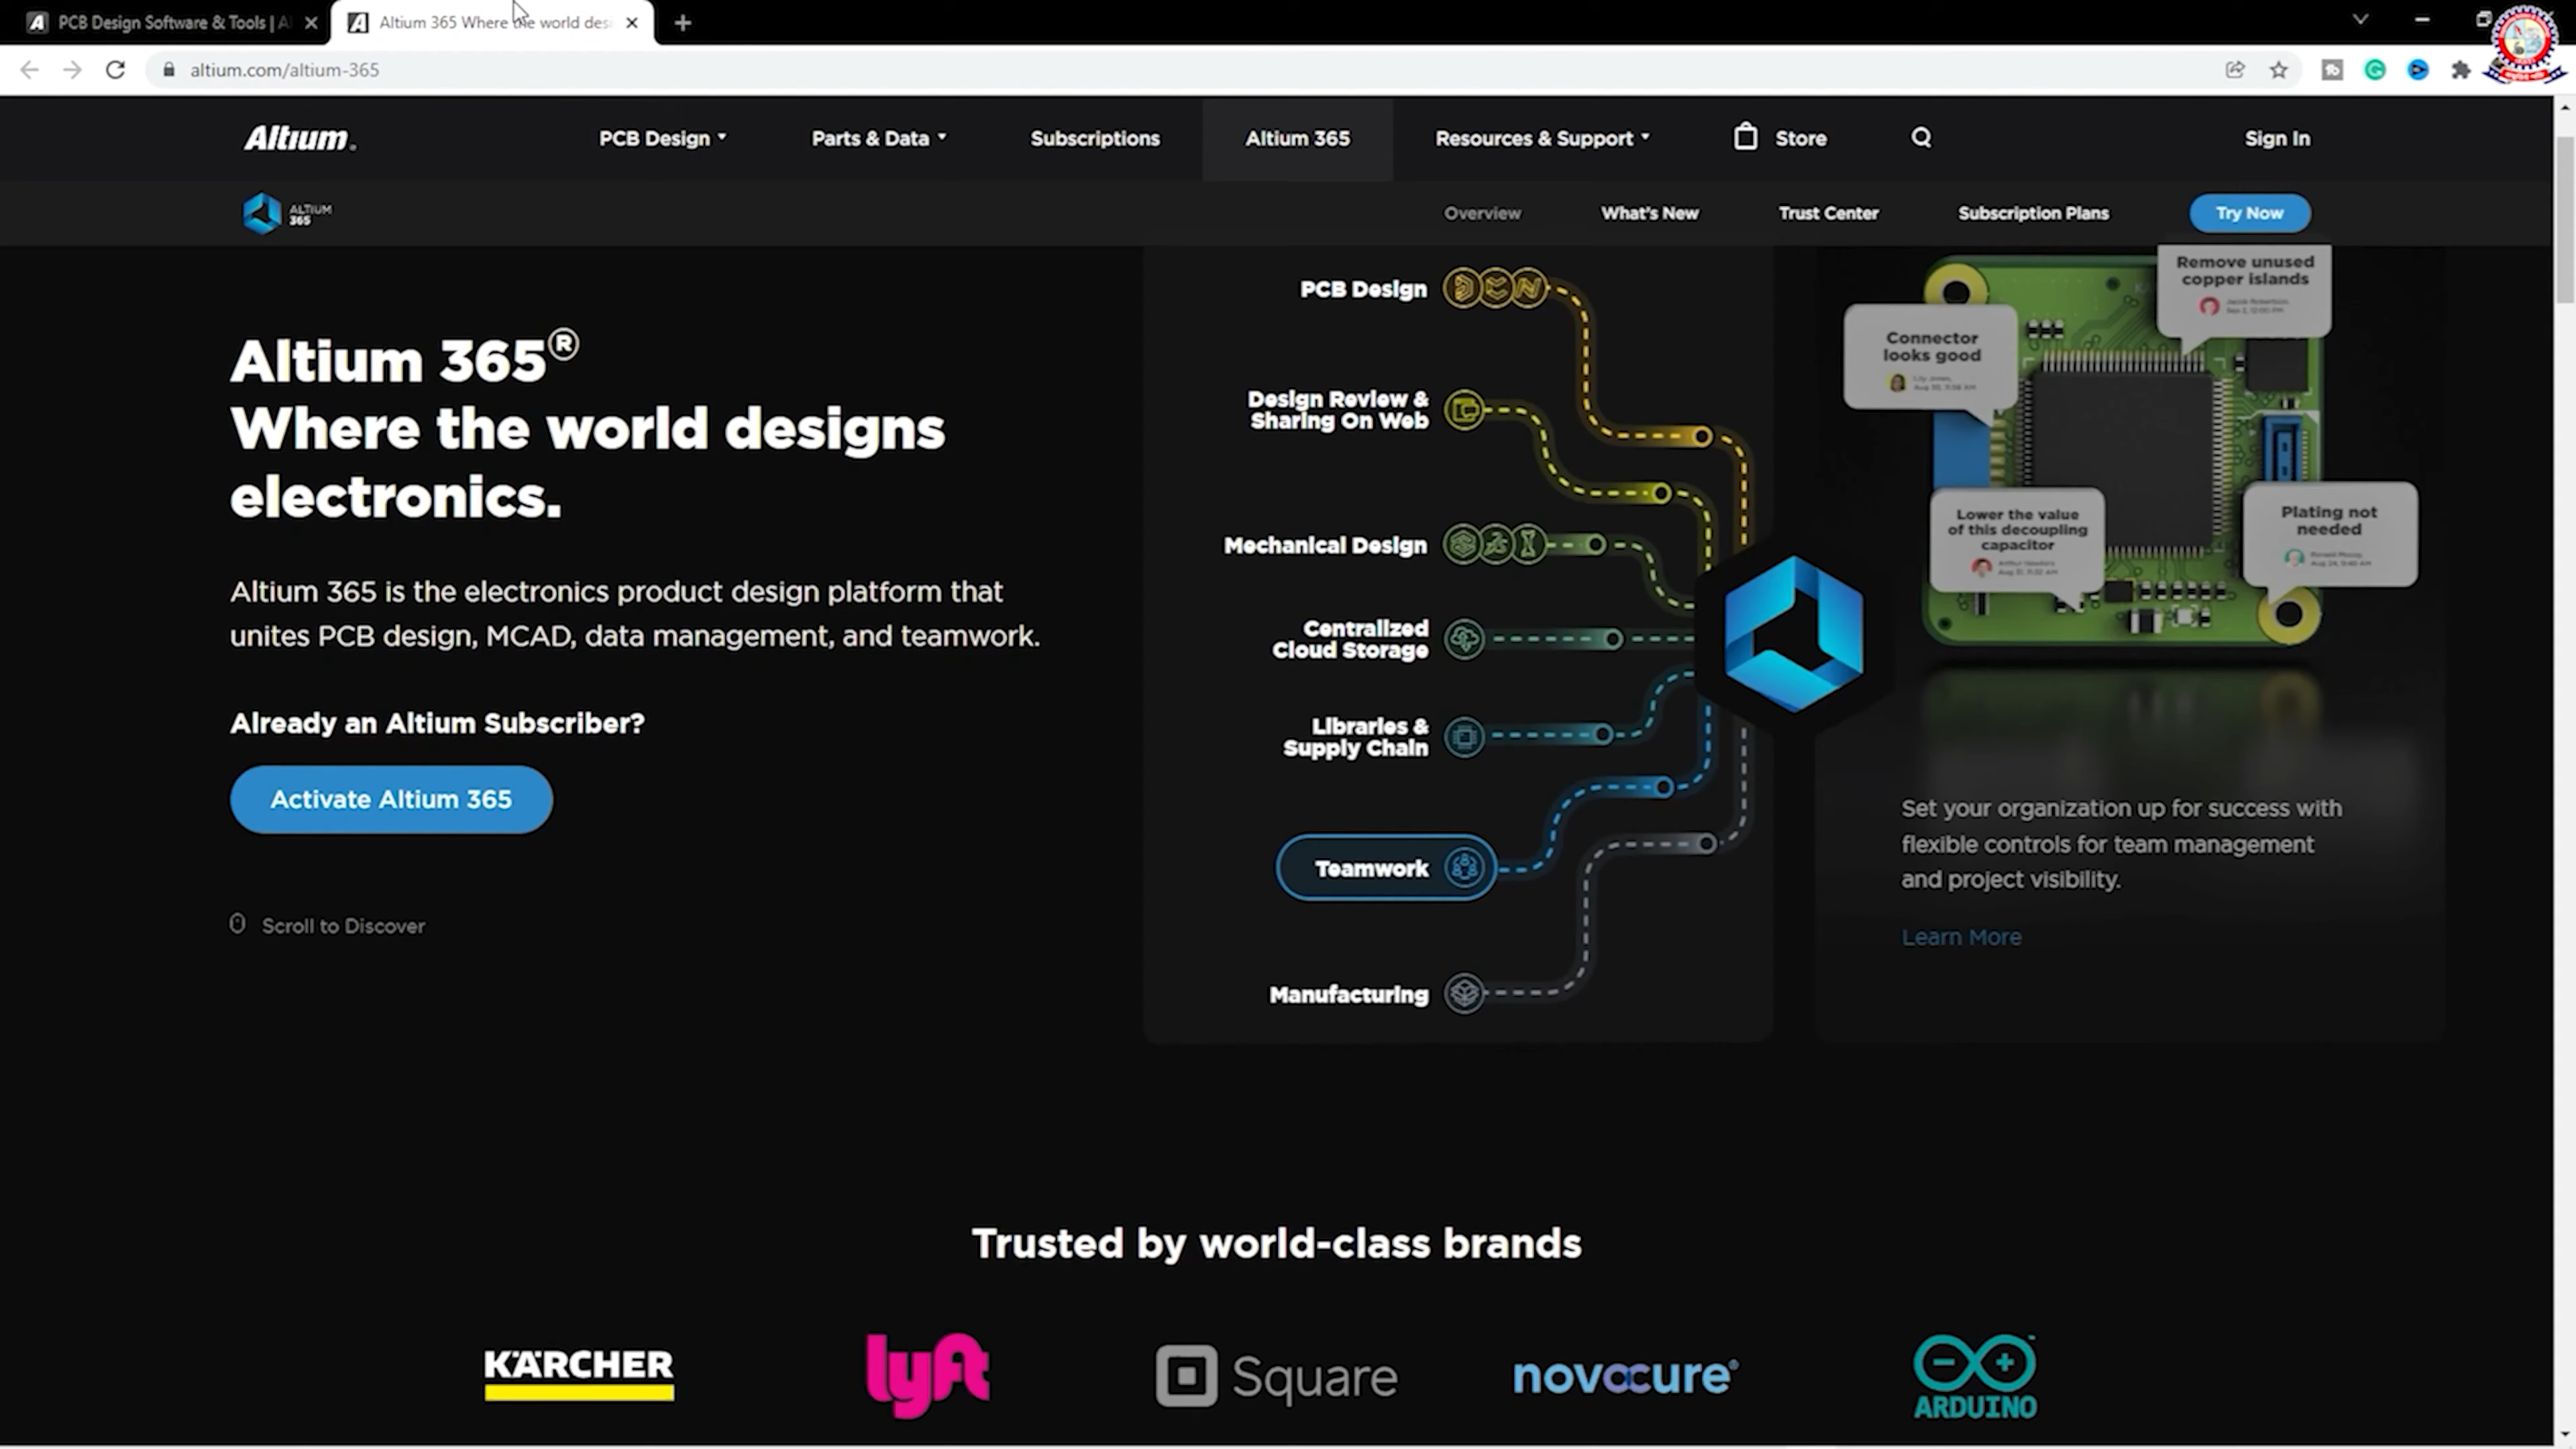 PCB Design Software & Tools | Al
Altium 365 Where the world desi
altium.com/altium-365
Altium.
PCB Design
Parts & Data
Subscriptions
Altium 365
Resources & Support
Store
Sign In
ALTIUM
365
Overview
What's New
Trust Center
Subscription Plans
Try Now
Altium 365®
Where the world designs
electronics.
Altium 365 is the electronics product design platform that
unites PCB design, MCAD, data management, and teamwork.
Already an Altium Subscriber?
Activate Altium 365
Scroll to Discover
PCB Design
Design Review &
Sharing On Web
Mechanical Design
Centralized
Cloud Storage
Libraries &
Supply Chain
Teamwork
Manufacturing
Remove unused
copper islands
Connector
looks good
Lower the value
of this decoupling
capacitor
Plating not
needed
Set your organization up for success with
flexible controls for team management
and project visibility.
Learn More
Trusted by world-class brands
KÄRCHER
lyft
Square
novocure®
ARDUINO